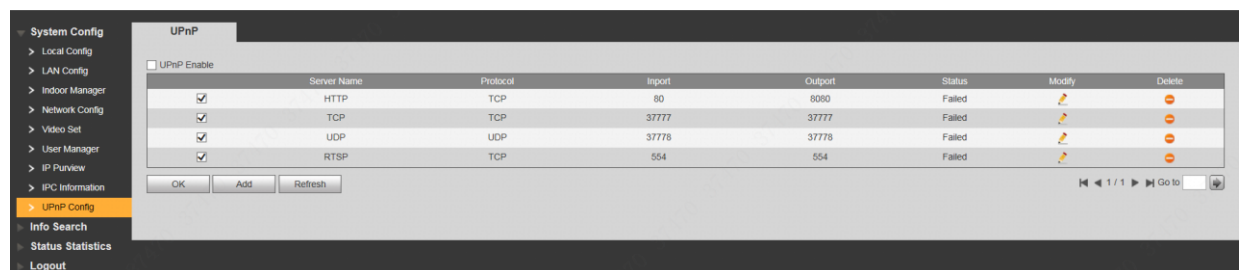 System Config
Local Config
LAN Config
Indoor Manager
Network Config
Video Set
User Manager
IP Purview
IPC Information
UPnP Config
Info Search
Status Statistics
Logout
UPnP
UPnP Enable
Server Name Protocol Inport Outport Status Modify Delete
HTTP TCP 80 8080 Failed
TCP TCP 37777 37777 Failed
UDP UDP 37778 37778 Failed
RTSP TCP 554 554 Failed
OK Add Refresh 1 / 1 Go to